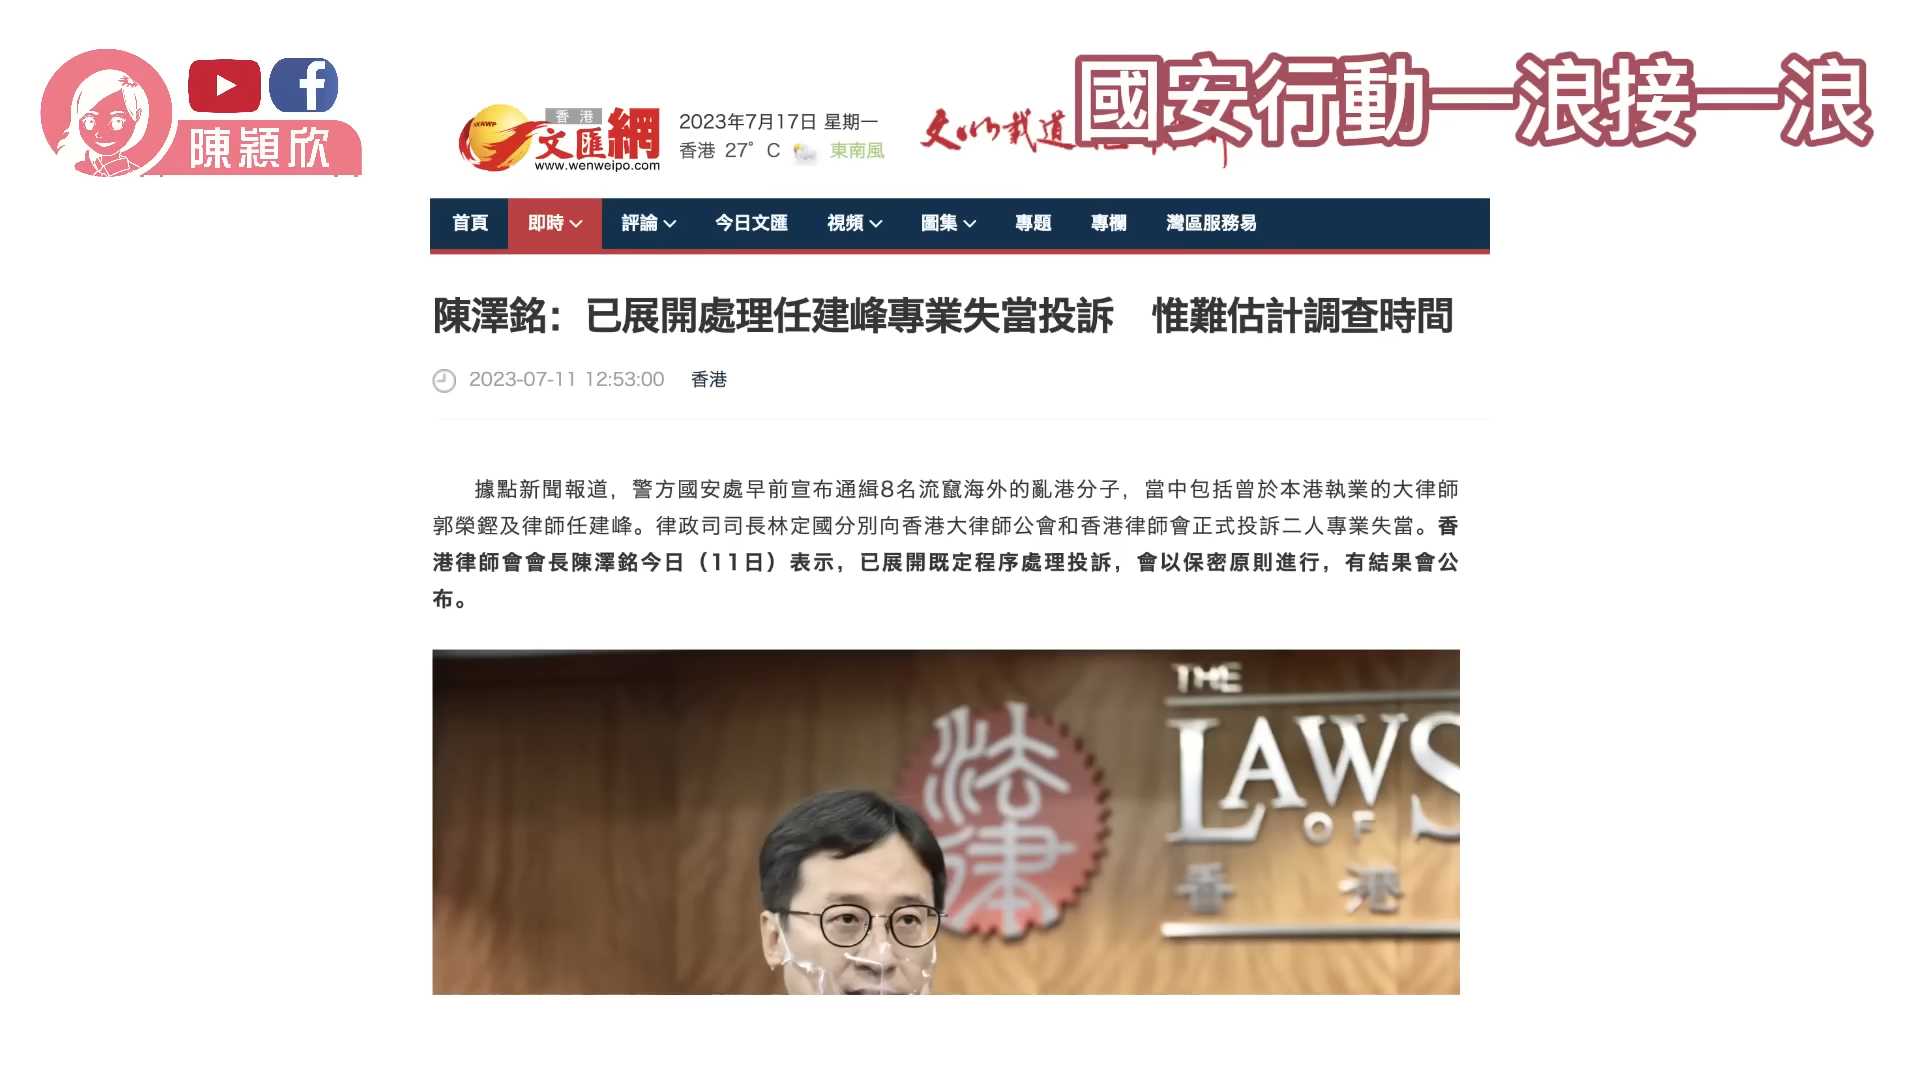 陳穎欣
國安行動一浪接一浪
香港
文匯網
www.wenweipo.com
2023年7月17日 星期一
香港 27°C 東南風
首頁 即時 評論 今日文匯 視頻 圖集 專題 專欄 灣區服務易
陳澤銘：已展開處理任建峰專業失當投訴　惟難估計調查時間
2023-07-11 12:53:00 香港
據點新聞報道，警方國安處早前宣布通緝8名流竄海外的亂港分子，當中包括曾於本港執業的大律師
郭榮鏗及律師任建峰。律政司司長林定國分別向香港大律師公會和香港律師會正式投訴二人專業失當。香
港律師會會長陳澤銘今日（11日）表示，已展開既定程序處理投訴，會以保密原則進行，有結果會公
布。
THE
LAWS
OF
香 港
法律